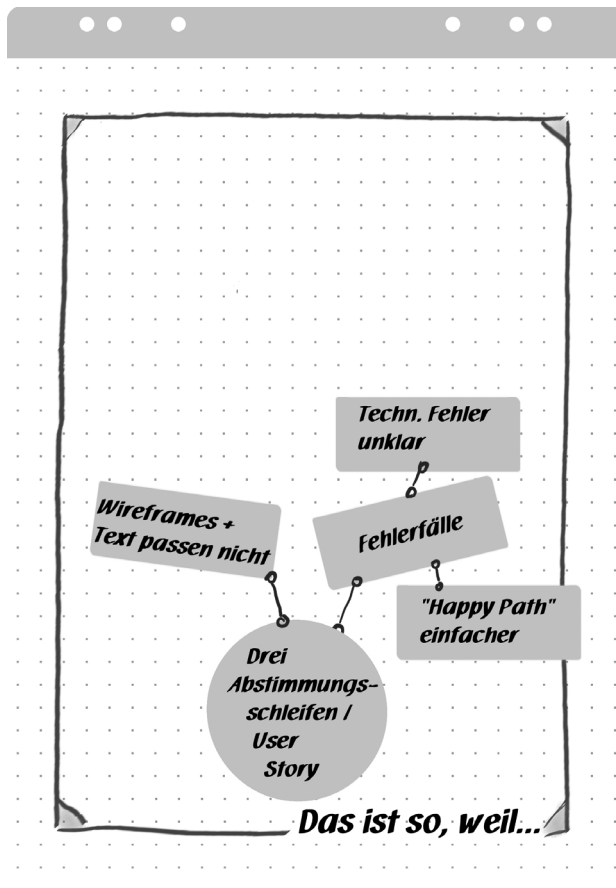 Techn. Fehler
unklar
Wireframes +
Text passen nicht
Fehlerfälle
"Happy Path"
einfacher
Drei
Abstimmungs-
schleifen /
User
Story
Das ist so, weil...